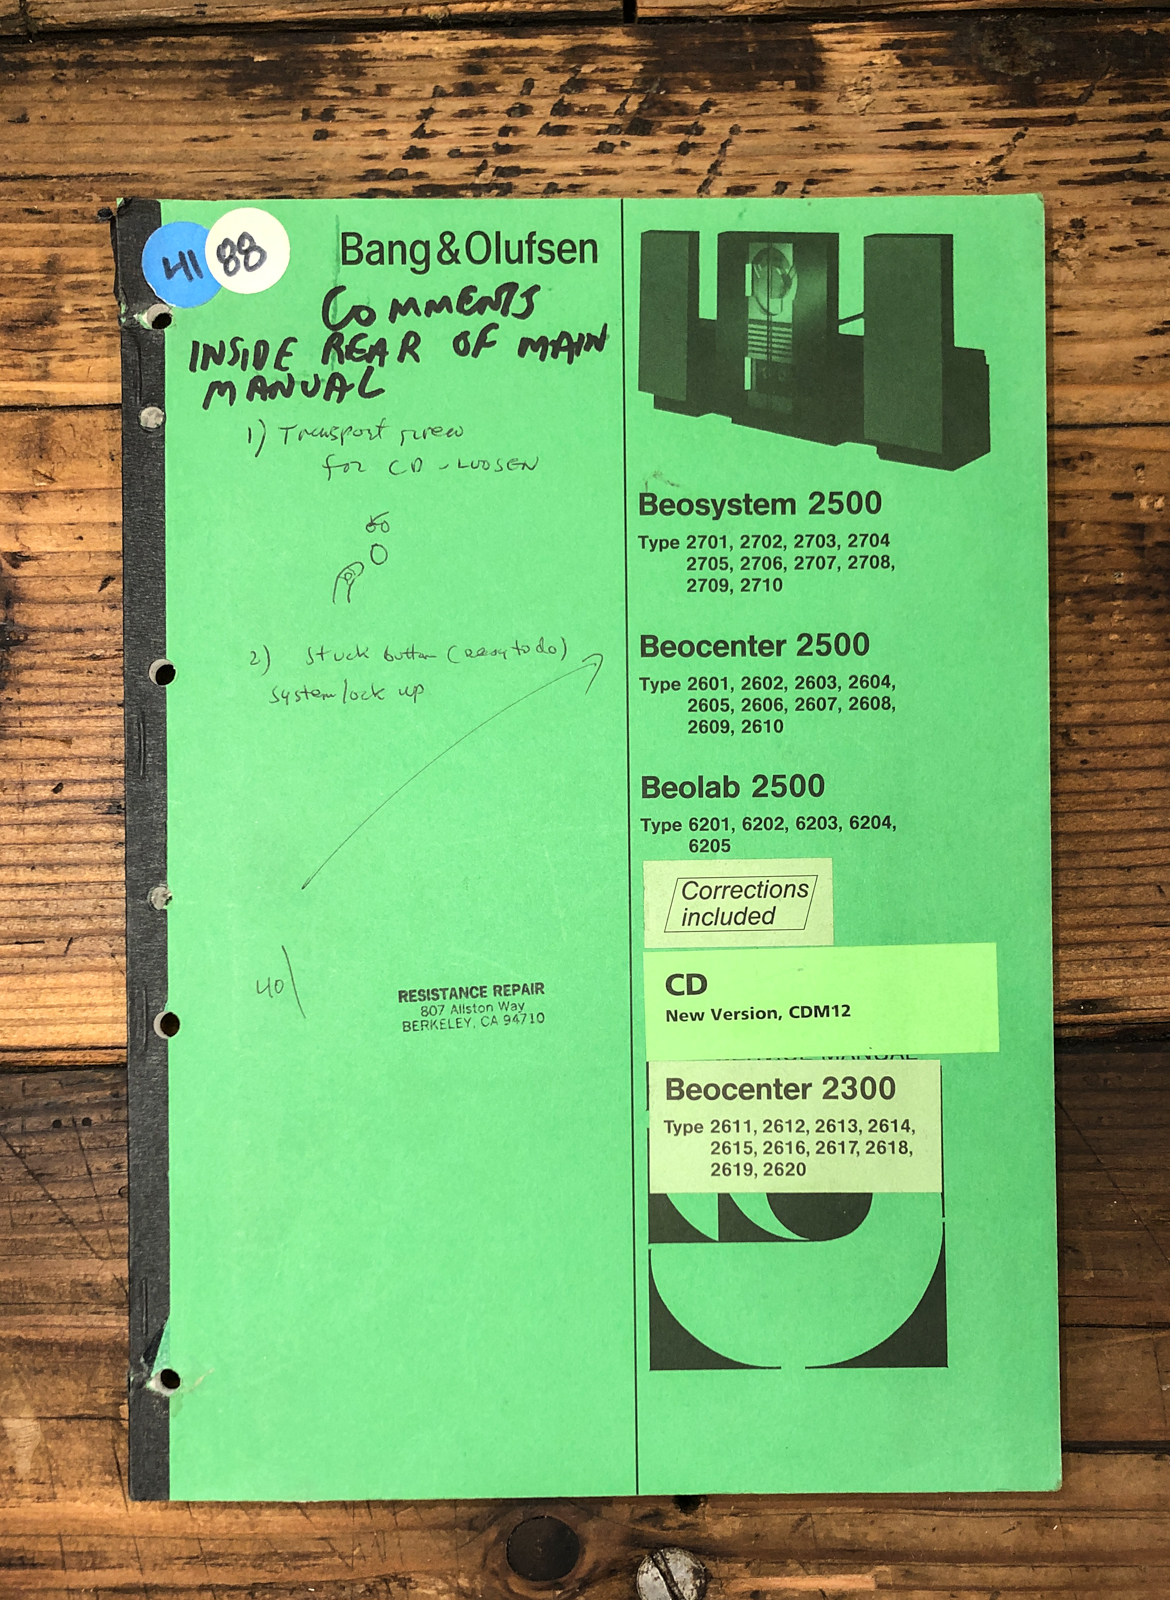 41
88
Bang & Olufsen
COMMENTS
INSIDE REAR OF MAIN
MANUAL
1) Transport screw
for CD - LOOSEN
2) Stuck button (easy to do)
system lock up
40
RESISTANCE REPAIR
807 Allston Way
BERKELEY, CA 94710
Beosystem 2500
Type 2701, 2702, 2703, 2704
2705, 2706, 2707, 2708,
2709, 2710
Beocenter 2500
Type 2601, 2602, 2603, 2604,
2605, 2606, 2607, 2608,
2609, 2610
Beolab 2500
Type 6201, 6202, 6203, 6204,
6205
Corrections
included
CD
New Version, CDM12
MANUAL
Beocenter 2300
Type 2611, 2612, 2613, 2614,
2615, 2616, 2617, 2618,
2619, 2620